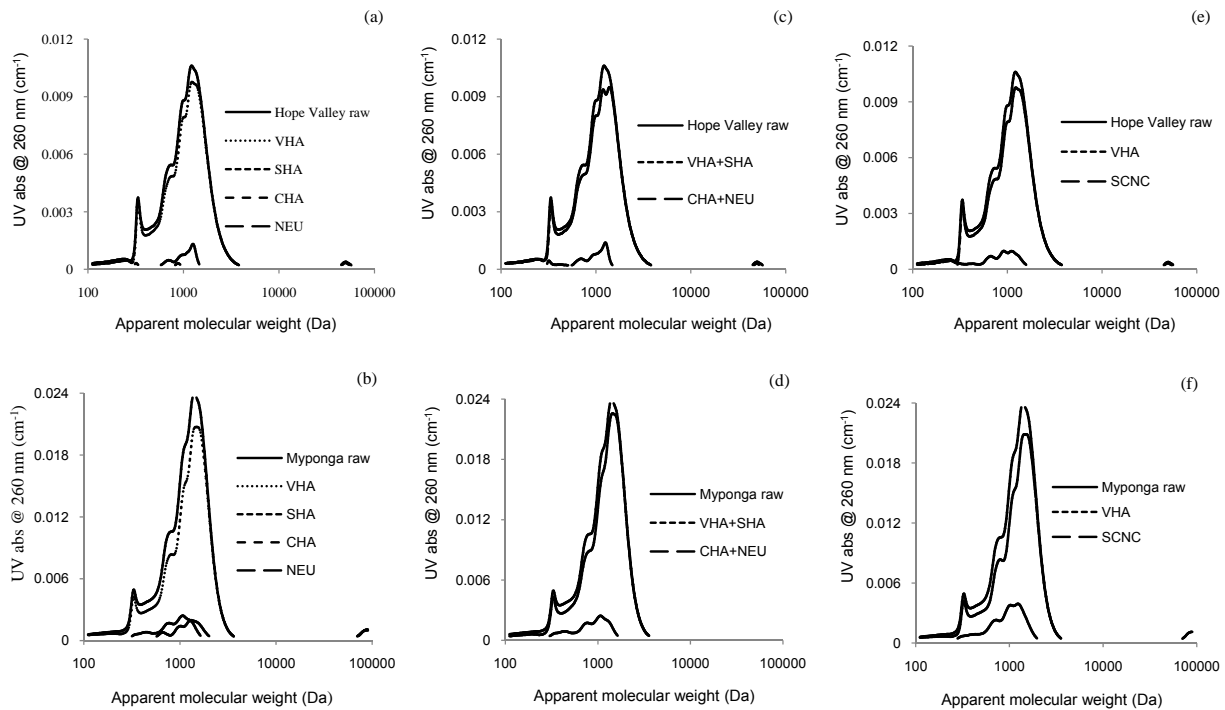 (a)
UV abs @ 260 nm (cm-1)
0.012
0.009
0.006
0.003
0
Hope Valley raw
VHA
SHA
CHA
NEU
100
1000
10000
100000
Apparent molecular weight (Da)
(c)
UV abs @ 260 nm (cm-1)
0.012
0.009
0.006
0.003
0
Hope Valley raw
VHA+SHA
CHA+NEU
100
1000
10000
100000
Apparent molecular weight (Da)
(e)
UV abs @ 260 nm (cm-1)
0.012
0.009
0.006
0.003
0
Hope Valley raw
VHA
SCNC
100
1000
10000
100000
Apparent molecular weight (Da)
(b)
UV abs @ 260 nm (cm-1)
0.024
0.018
0.012
0.006
0
Myponga raw
VHA
SHA
CHA
NEU
100
1000
10000
100000
Apparent molecular weight (Da)
(d)
UV abs @ 260 nm (cm-1)
0.024
0.018
0.012
0.006
0
Myponga raw
VHA+SHA
CHA+NEU
100
1000
10000
100000
Apparent molecular weight (Da)
(f)
UV abs @ 260 nm (cm-1)
0.024
0.018
0.012
0.006
0
Myponga raw
VHA
SCNC
100
1000
10000
100000
Apparent molecular weight (Da)